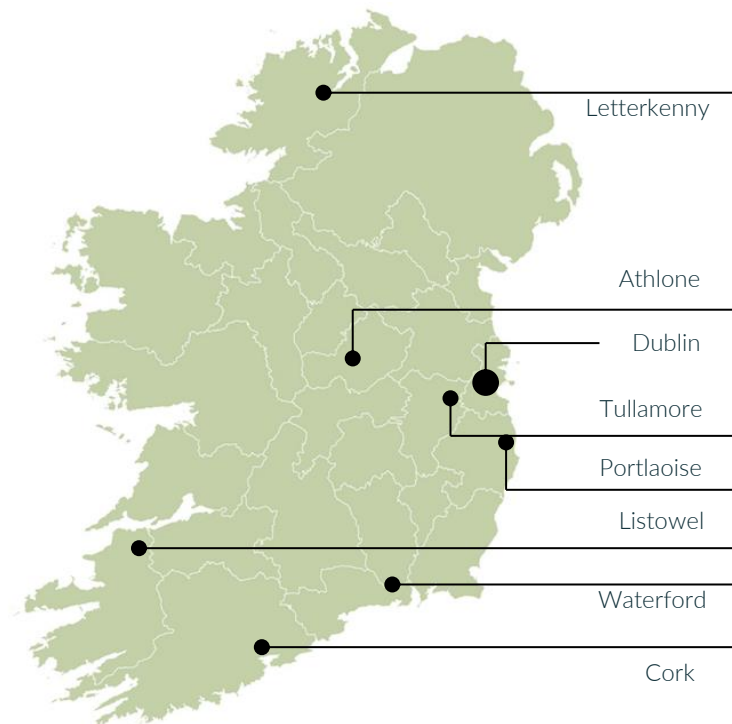 Letterkenny
Athlone
Dublin
Tullamore
Portlaoise
Listowel
Waterford
Cork